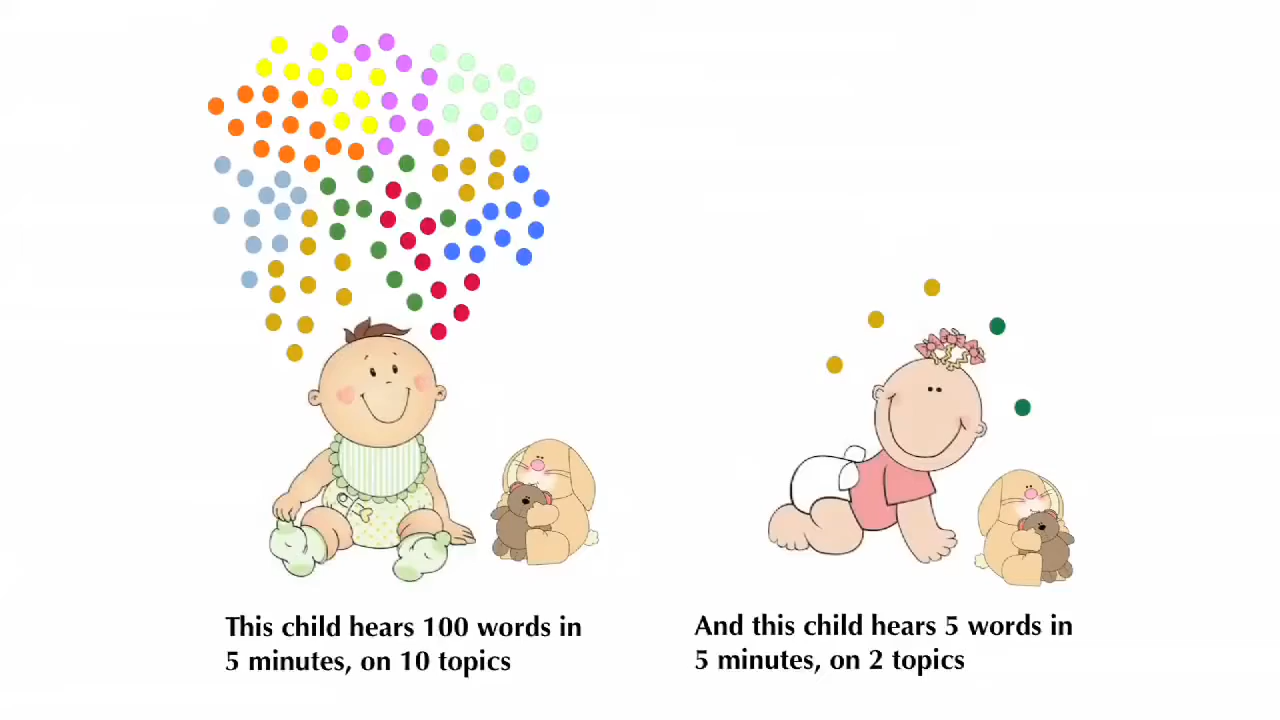 This child hears 100 words in
5 minutes, on 10 topics
And this child hears 5 words in
5 minutes, on 2 topics